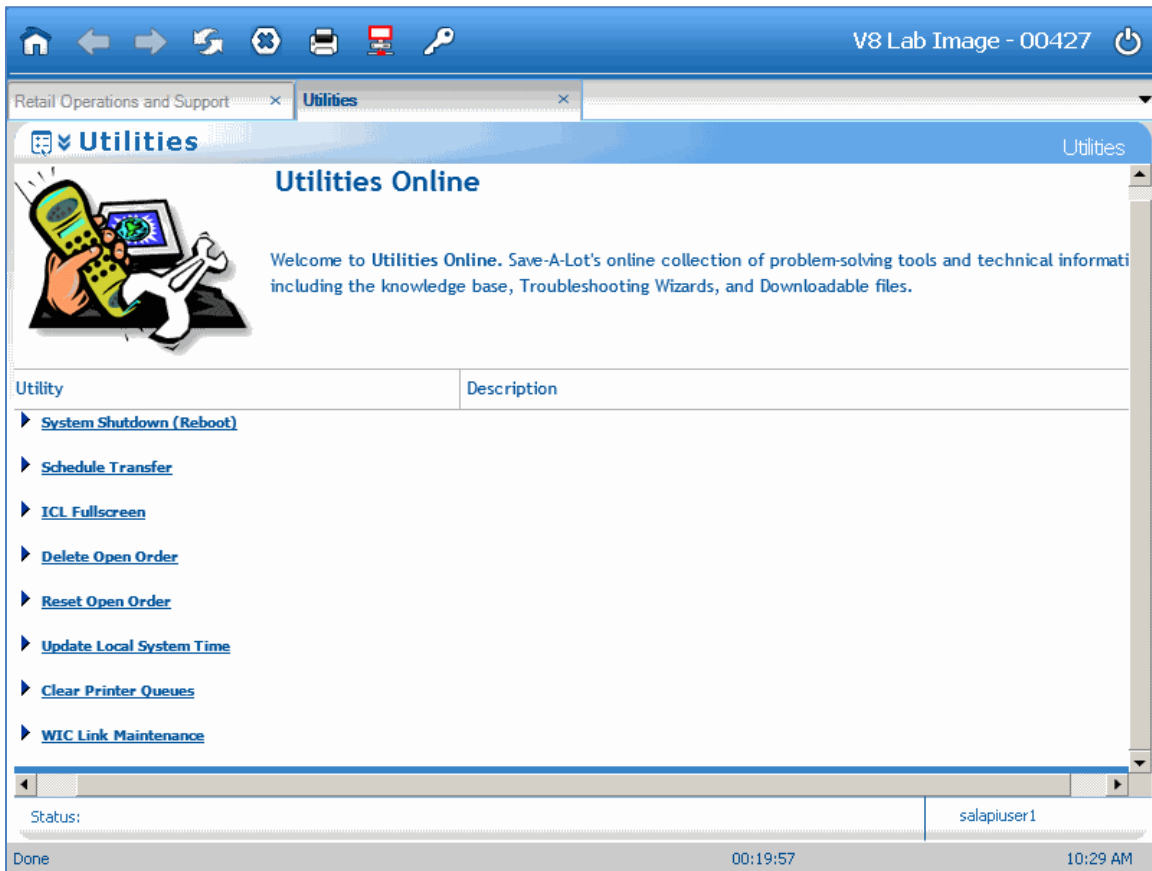 V8 Lab Image - 00427
Retail Operations and Support
Utilities
Utilities
Utilities
Utilities Online
Welcome to Utilities Online. Save-A-Lot's online collection of problem-solving tools and technical informati
including the knowledge base, Troubleshooting Wizards, and Downloadable files.
Utility Description
System Shutdown (Reboot)
Schedule Transfer
ICL Fullscreen
Delete Open Order
Reset Open Order
Update Local System Time
Clear Printer Queues
WIC Link Maintenance
Status: salapiuser1
Done 00:19:57 10:29 AM